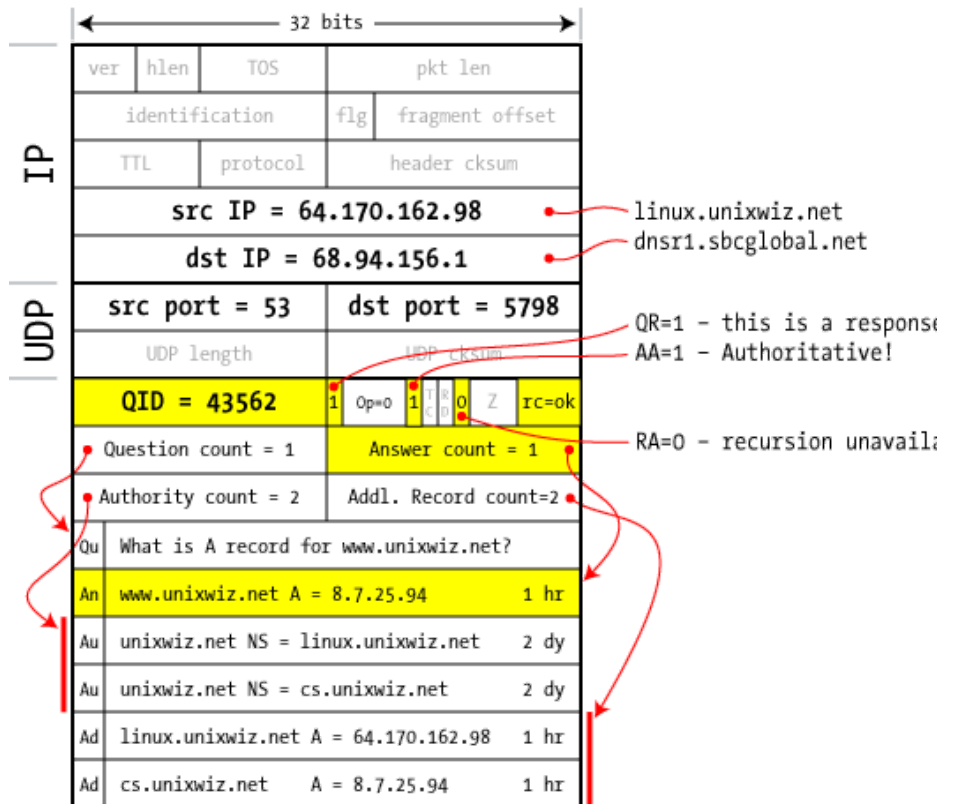 32 bits
IP
ver hlen TOS pkt len
identification flg fragment offset
TTL protocol header cksum
src IP = 64.170.162.98 linux.unixwiz.net
dst IP = 68.94.156.1 dnsr1.sbcglobal.net
UDP
src port = 53 dst port = 5798
UDP length UDP cksum
QR=1 – this is a response
AA=1 – Authoritative!
QID = 43562 1 Op=0 1 TC RD 0 Z rc=ok
RA=0 – recursion
Question count = 1 Answer count = 1
Authority count = 2 Addl. Record count=2
Qu What is A record for www.unixwiz.net?
An www.unixwiz.net A = 8.7.25.94 1 hr
Au unixwiz.net NS = linux.unixwiz.net 2 dy
Au unixwiz.net NS = cs.unixwiz.net 2 dy
Ad linux.unixwiz.net A = 64.170.162.98 1 hr
Ad cs.unixwiz.net A = 8.7.25.94 1 hr